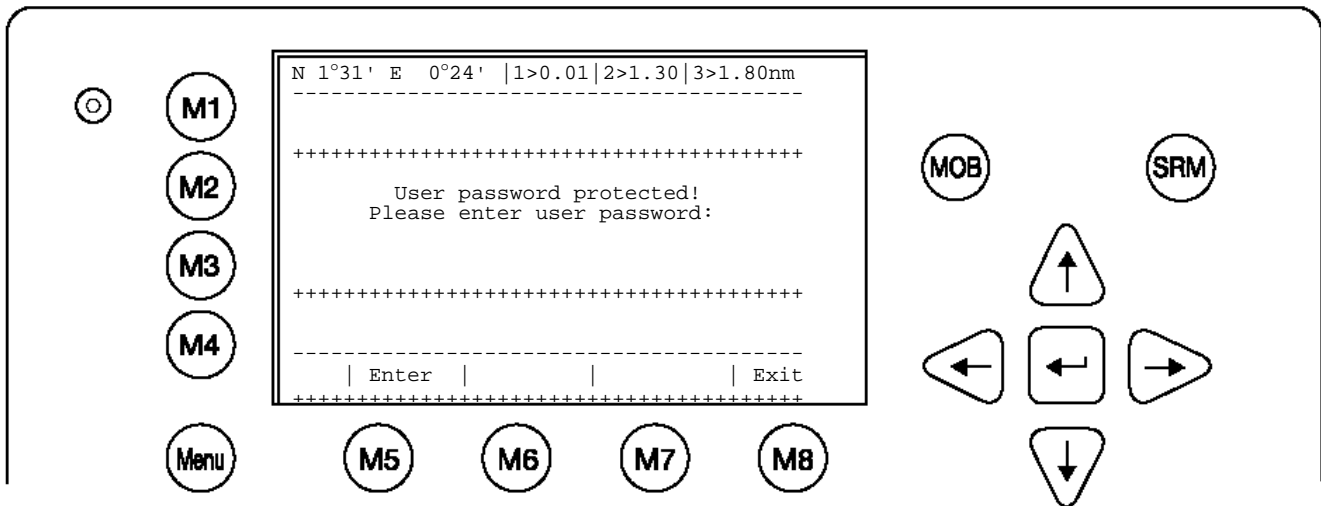 N 1°31' E 0°24' |1>0.01|2>1.30|3>1.80nm
----------------------------------------
++++++++++++++++++++++++++++++++++++++++
User password protected!
Please enter user password:
++++++++++++++++++++++++++++++++++++++++
----------------------------------------
| Enter | | | Exit
++++++++++++++++++++++++++++++++++++++++
M1
M2
M3
M4
Menu
M5 M6 M7 M8
MOB SRM